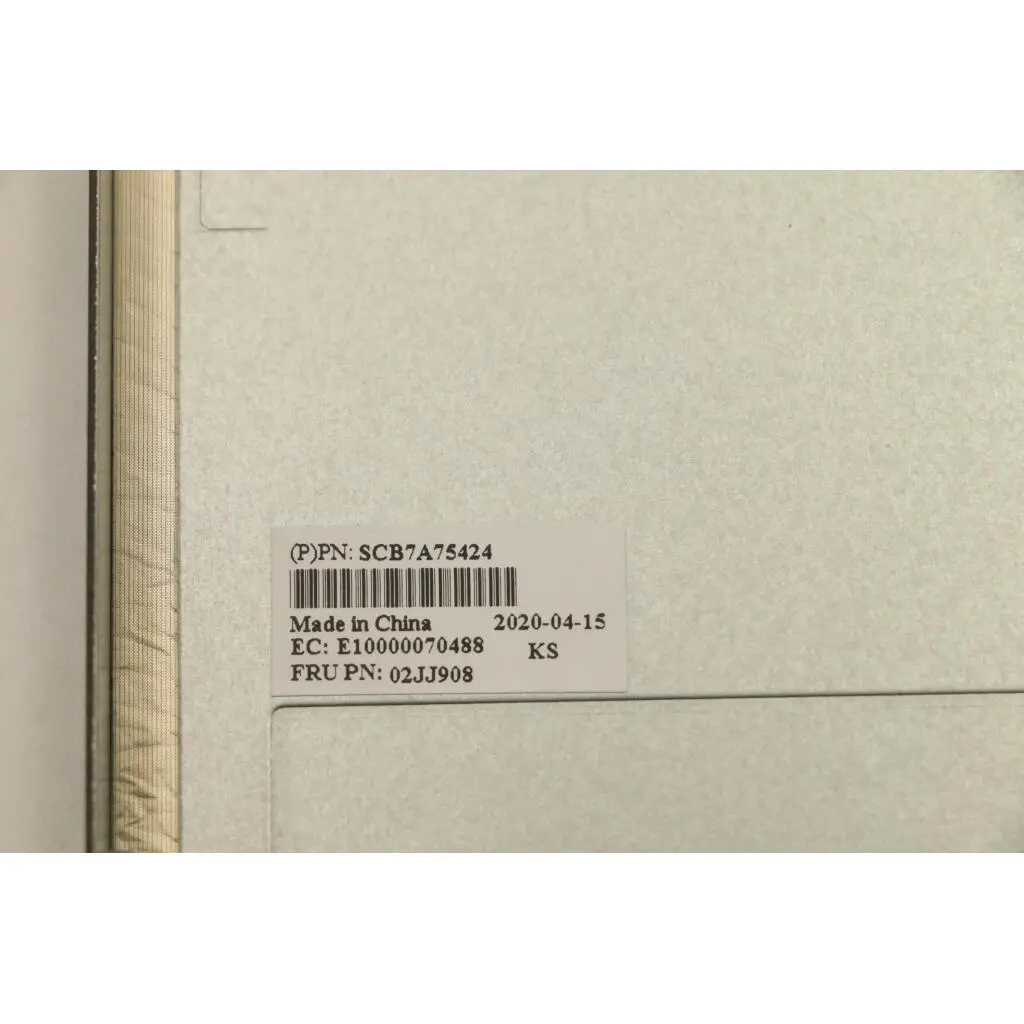 (P)PN: SCB7A75424
Made in China 2020-04-15
EC: E10000070488 KS
FRU PN: 02JJ908